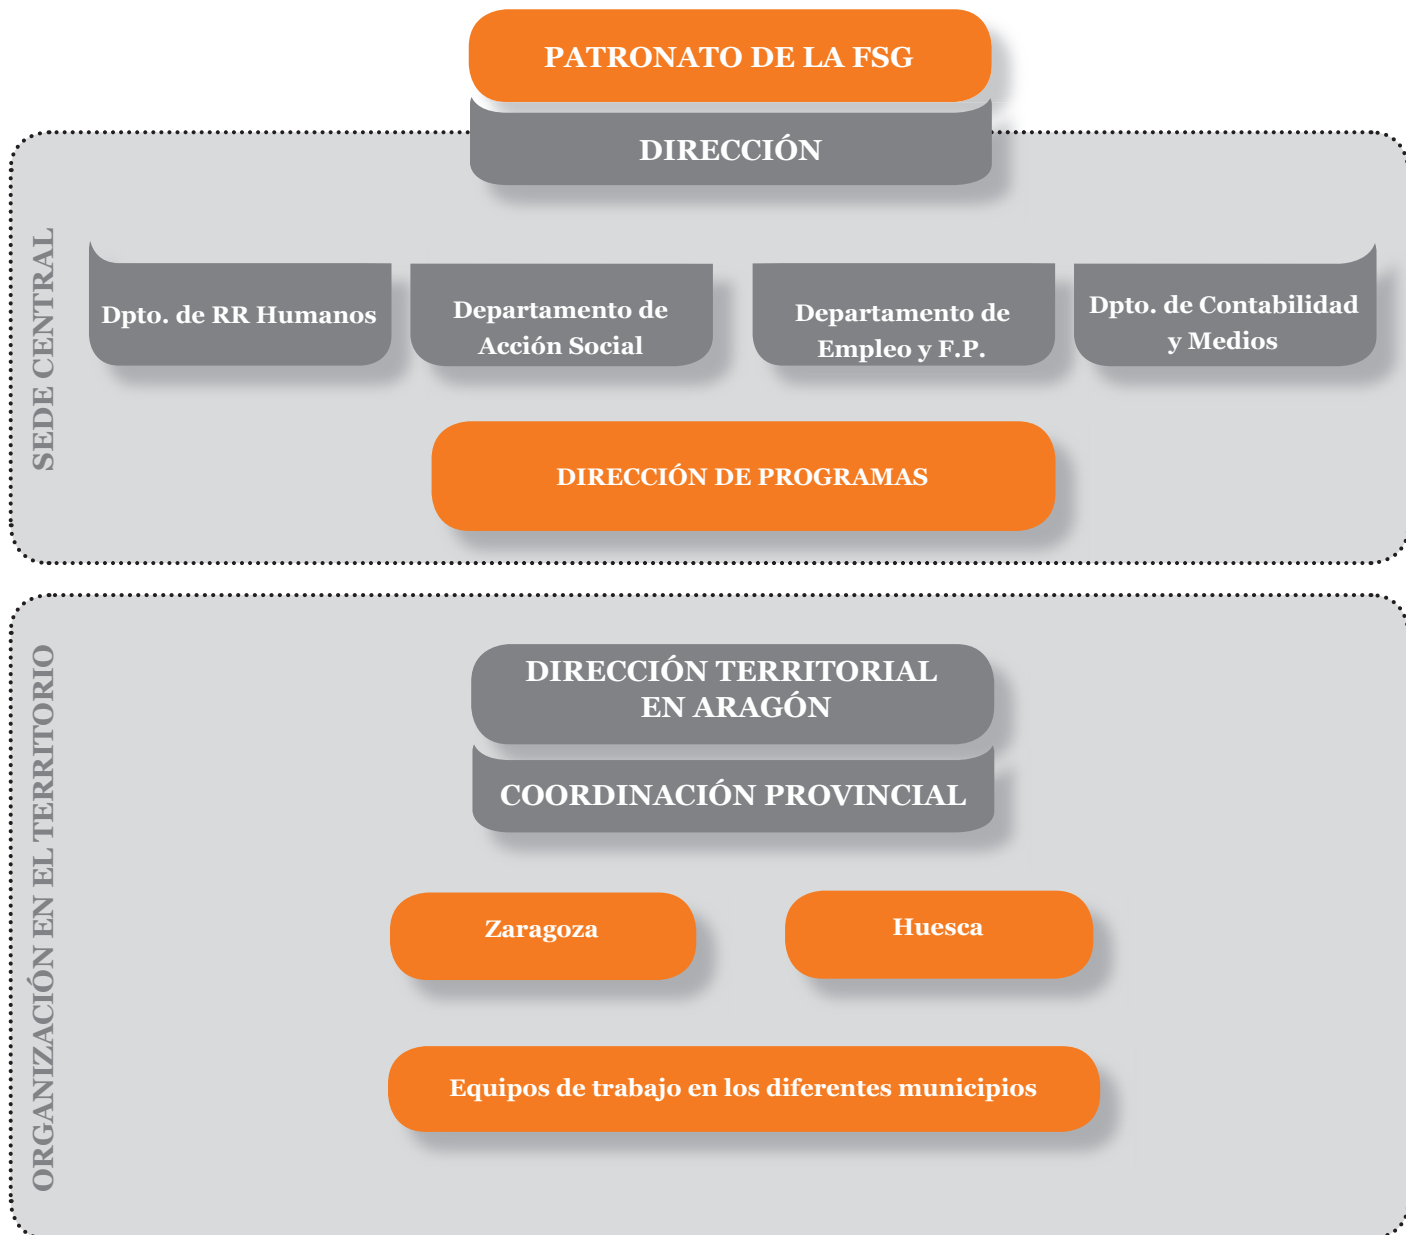 PATRONATO DE LA FSG
DIRECCIÓN
SEDE CENTRAL
Dpto. de RR Humanos
Departamento de
Acción Social
Departamento de
Empleo y F.P.
Dpto. de Contabilidad
y Medios
DIRECCIÓN DE PROGRAMAS
ORGANIZACIÓN EN EL TERRITORIO
DIRECCIÓN TERRITORIAL
EN ARAGÓN
COORDINACIÓN PROVINCIAL
Zaragoza
Huesca
Equipos de trabajo en los diferentes municipios